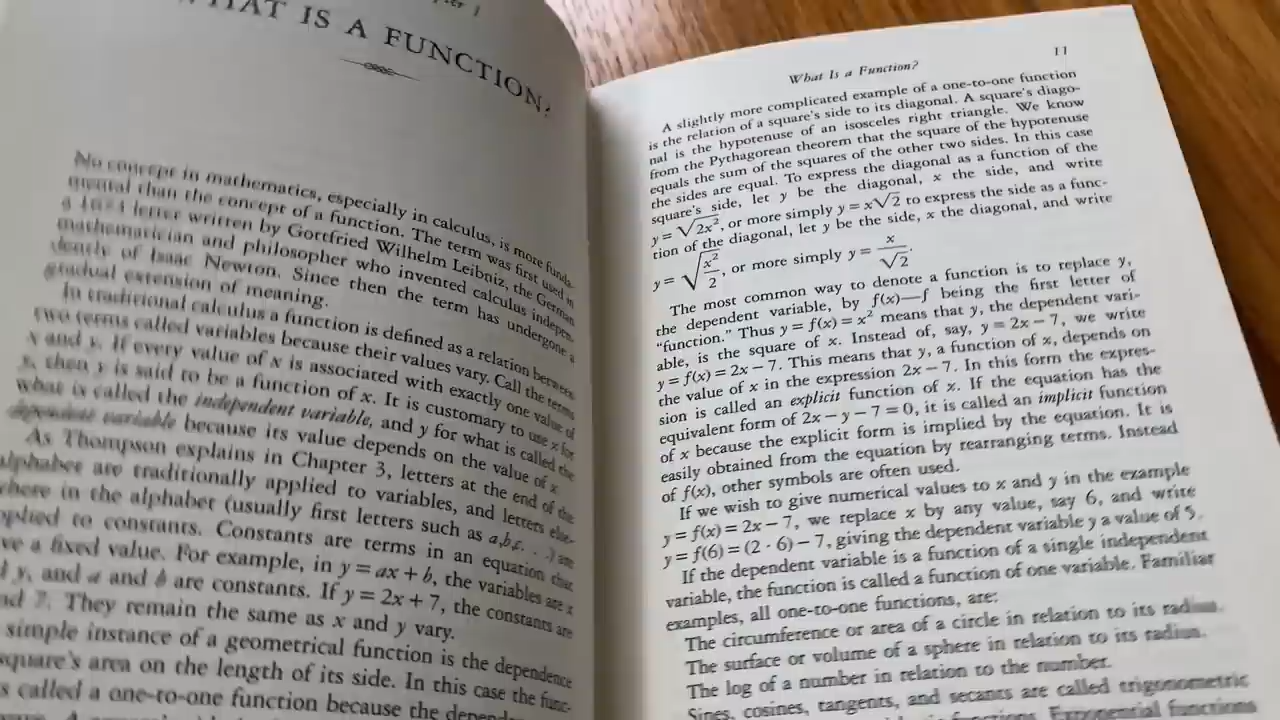 WHAT IS A FUNCTION?
No concept in mathematics, especially in calculus, is more funda-
mental than the concept of a function. The term was first used in
a letter written by Gottfried Wilhelm Leibniz, the German
mathematician and philosopher who invented calculus indepen-
dently of Isaac Newton. Since then the term has undergone a
gradual extension of meaning.
In traditional calculus a function is defined as a relation between
two terms called variables because their values vary. Call the terms
x and y. If every value of x is associated with exactly one value of
y, then y is said to be a function of x. It is customary to use x for
what is called the independent variable, and y for what is called the
dependent variable because its value depends on the value of x.
As Thompson explains in Chapter 3, letters at the end of the
alphabet are traditionally applied to variables, and letters else-
where in the alphabet (usually first letters such as a,b,c. . .) are
applied to constants. Constants are terms in an equation that
have a fixed value. For example, in y = ax + b, the variables are x
and y, and a and b are constants. If y = 2x + 7, the constants are
and 7. They remain the same as x and y vary.
simple instance of a geometrical function is the dependence
square's area on the length of its side. In this case the func-
is called a one-to-one function because the
What Is a Function? 11
A slightly more complicated example of a one-to-one function
is the relation of a square's side to its diagonal. A square's diago-
nal is the hypotenuse of an isosceles right triangle. We know
from the Pythagorean theorem that the square of the hypotenuse
equals the sum of the squares of the other two sides. In this case
the sides are equal. To express the diagonal as a function of the
square's side, let y be the diagonal, x the side, and write
y = √2x², or more simply y = x√2 to express the side as a func-
tion of the diagonal, let y be the side, x the diagonal, and write
y = √(x²/2), or more simply y = x/√2.
The most common way to denote a function is to replace y,
the dependent variable, by f(x)—f being the first letter of
"function." Thus y = f(x) = x² means that y, the dependent vari-
able, is the square of x. Instead of, say, y = 2x − 7, we write
y = f(x) = 2x − 7. This means that y, a function of x, depends on
the value of x in the expression 2x − 7. In this form the expres-
sion is called an explicit function of x. If the equation has the
equivalent form of 2x − y − 7 = 0, it is called an implicit function
of x because the explicit form is implied by the equation. It is
easily obtained from the equation by rearranging terms. Instead
of f(x), other symbols are often used.
If we wish to give numerical values to x and y in the example
y = f(x) = 2x − 7, we replace x by any value, say 6, and write
y = f(6) = (2 · 6) − 7, giving the dependent variable y a value of 5.
If the dependent variable is a function of a single independent
variable, the function is called a function of one variable. Familiar
examples, all one-to-one functions, are:
The circumference or area of a circle in relation to its radius.
The surface or volume of a sphere in relation to its radius.
The log of a number in relation to the number.
Sines, cosines, tangents, and secants are called trigonometric
functions. Exponential functions